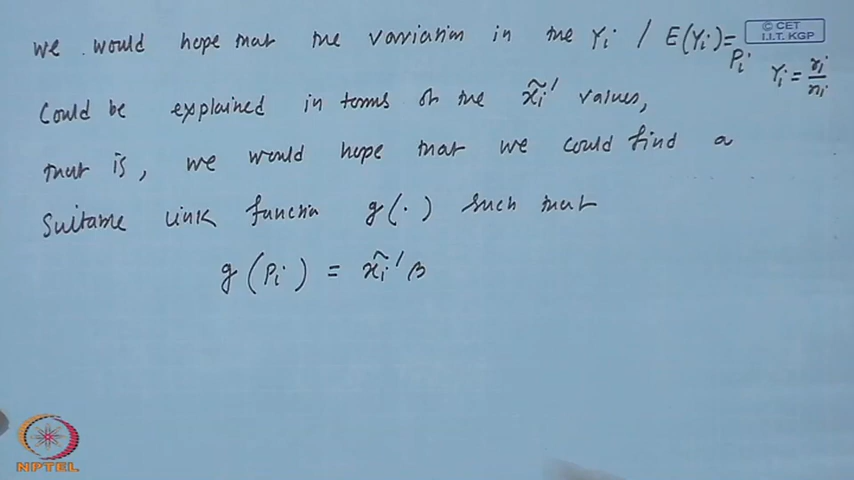 we would hope that the variation in the Yi / E(Yi) = Pi
© CET
I.I.T. KGP
Yi = ri/ni
Could be explained in terms of the x̃i' values,
that is, we would hope that we could find a
Suitable link function g(·) such that
g(Pi) = x̃i'β
NPTEL